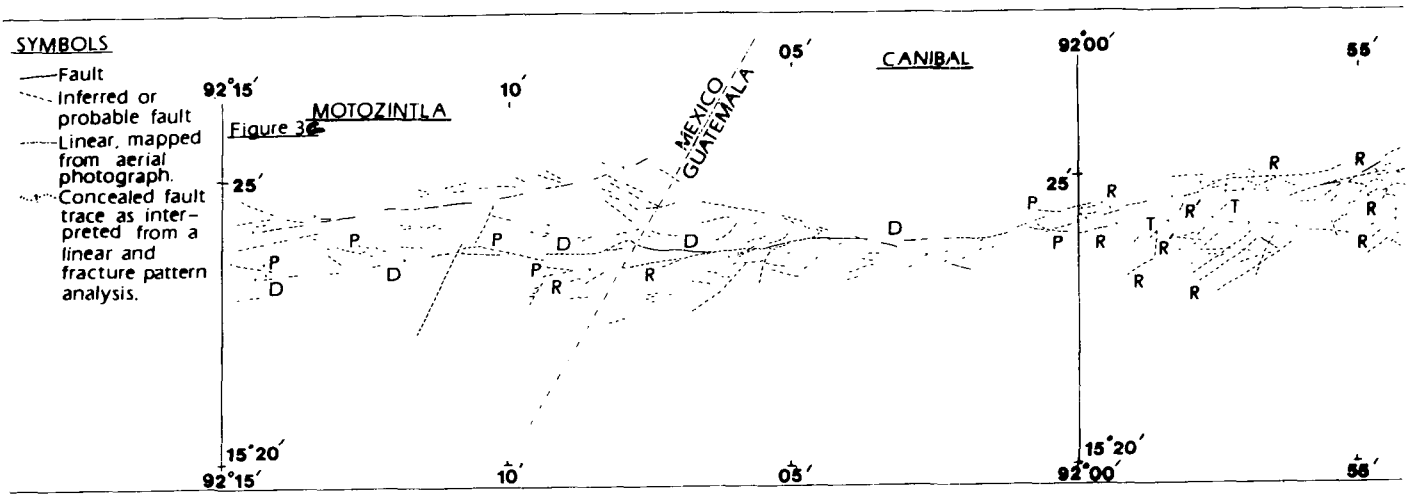 SYMBOLS
Fault
Inferred or
probable fault
Linear, mapped
from aerial
photograph.
Concealed fault
trace as inter-
preted from a
linear and
fracture pattern
analysis.
92°15′
10′
05′
92°00′
55′
MOTOZINTLA
CANIBAL
Figure 3c
MEXICO
GUATEMALA
25′
25′
P
D
P
D
P
D
P
R
R
D
D
P
P
R
R
T
R′
R′
T
R
R
R
R
R
R
15°20′
92°15′
10′
05′
15°20′
92°00′
55′